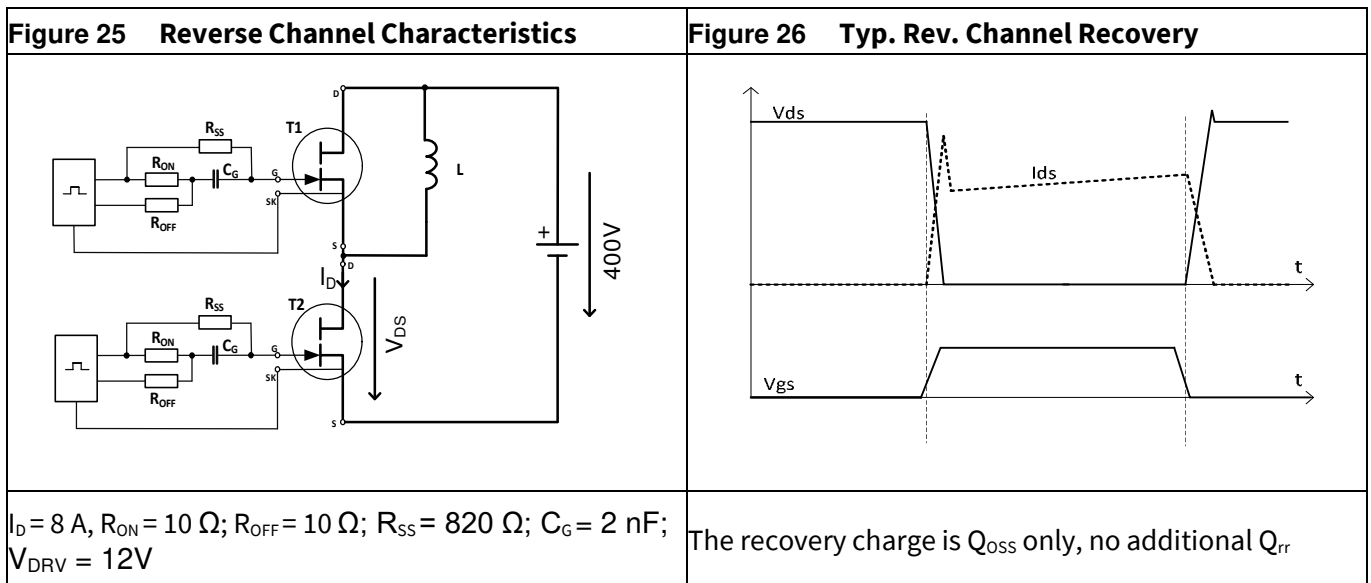 Figure 25 Reverse Channel Characteristics
Figure 26 Typ. Rev. Channel Recovery
D
RSS
T1
RON
CG
G
L
SK
ROFF
S
D
ID
+
400V
RSS
T2
VDS
RON
CG
G
SK
ROFF
S
Vds
Ids
t
Vgs
t
ID = 8 A, RON = 10 Ω; ROFF = 10 Ω; RSS = 820 Ω; CG = 2 nF;
VDRV = 12V
The recovery charge is QOSS only, no additional Qrr